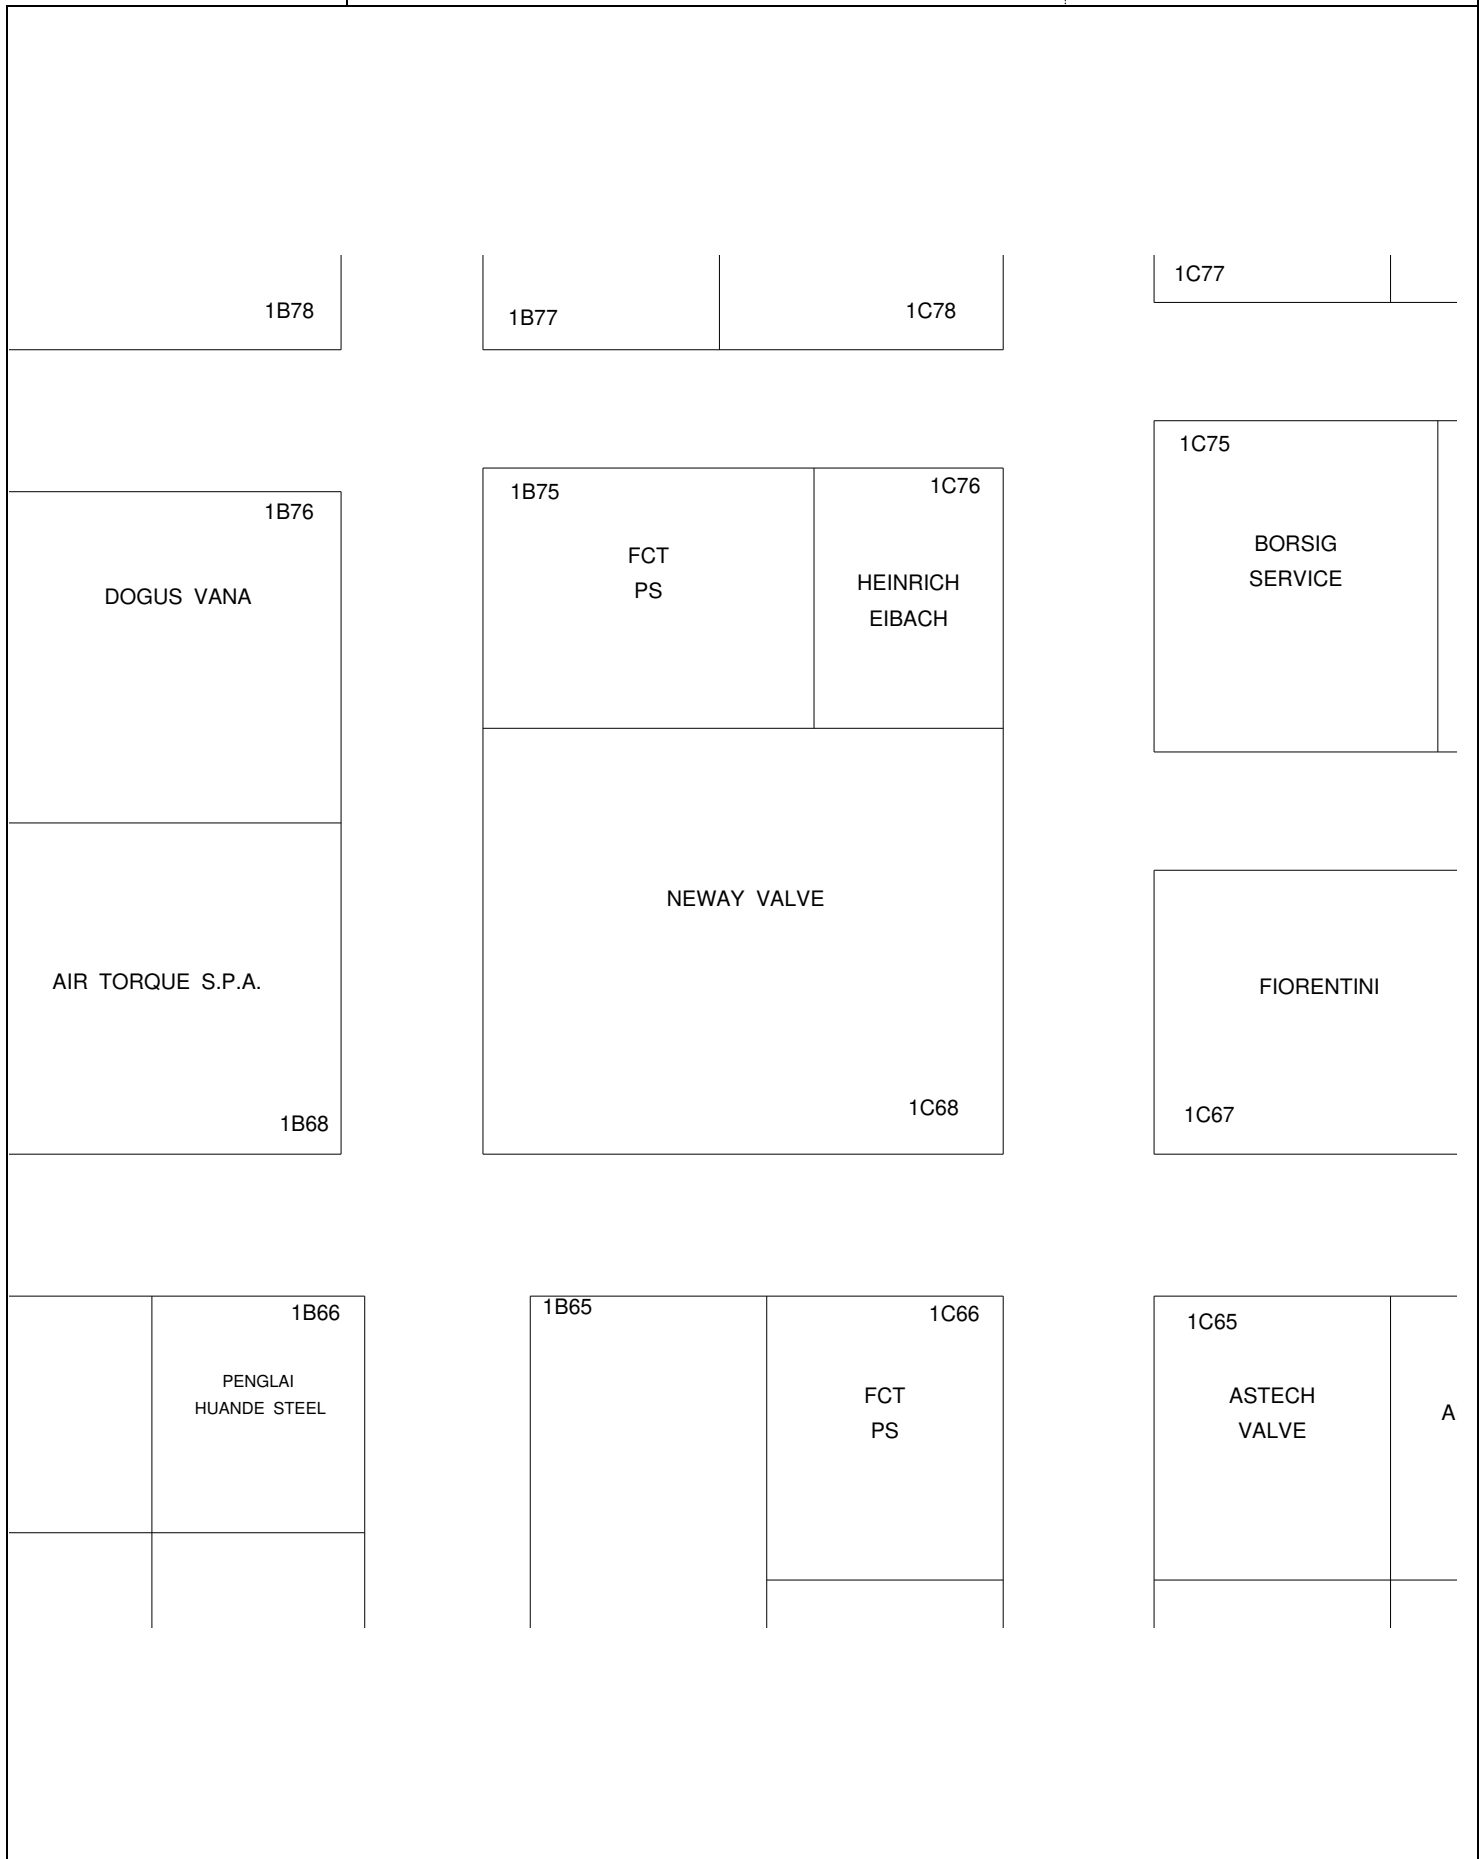 1C77
1B78
1B77
1C78
1C75
1B75
1C76
1B76
BORSIG
SERVICE
FCT
PS
HEINRICH
EIBACH
DOGUS VANA
NEWAY VALVE
AIR TORQUE S.P.A.
FIORENTINI
1C68
1C67
1B68
1B66
1B65
1C66
1C65
PENGLAI
HUANDE STEEL
FCT
PS
ASTECH
VALVE
A